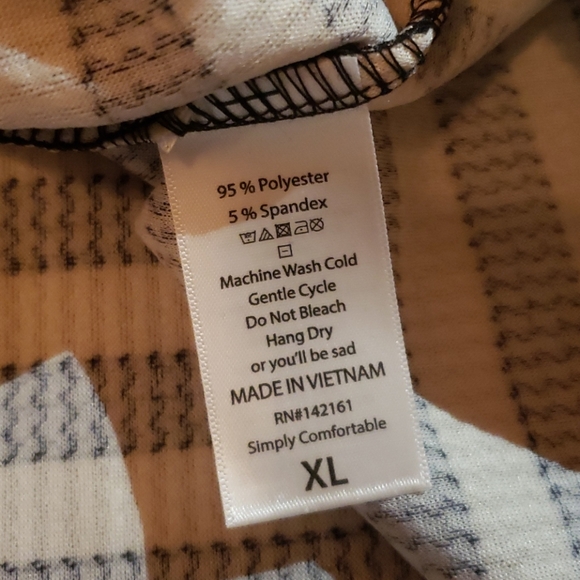 95 % Polyester
5 % Spandex
Machine Wash Cold
Gentle Cycle
Do Not Bleach
Hang Dry
or you'll be sad
MADE IN VIETNAM
RN#142161
Simply Comfortable
XL